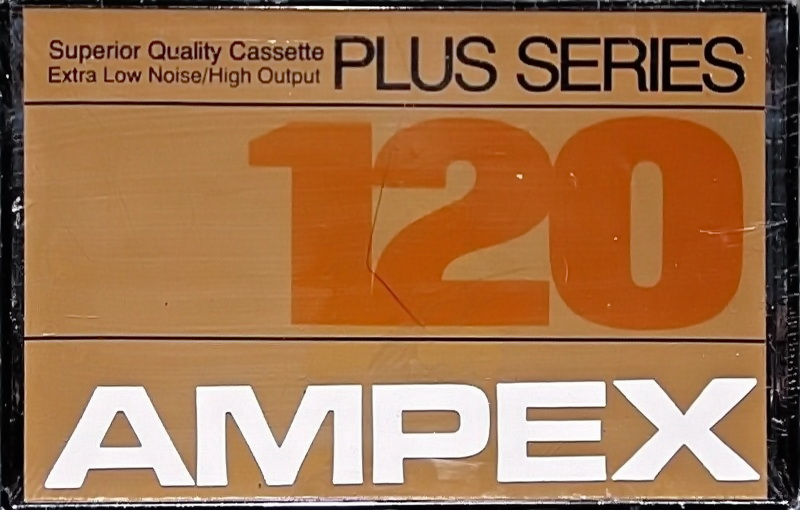 Superior Quality Cassette
Extra Low Noise/High Output
PLUS SERIES
120
AMPEX